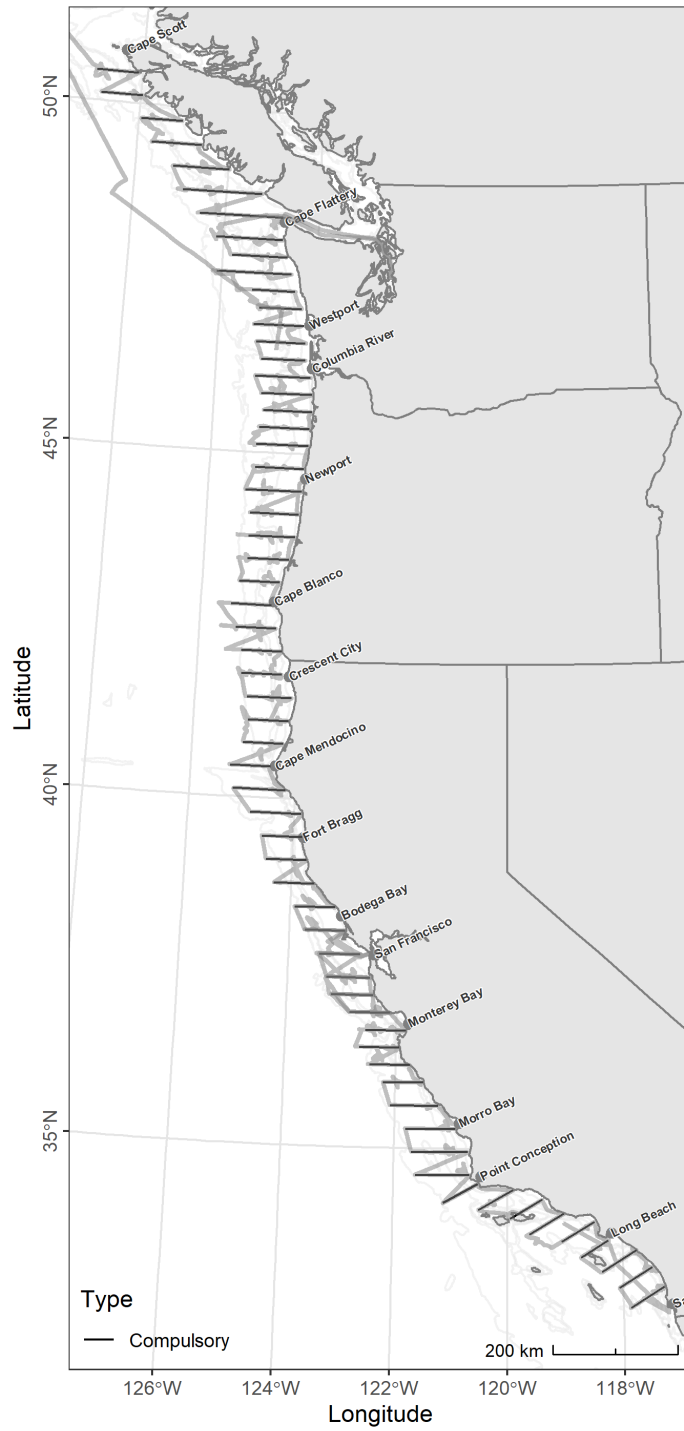 Cape Scott
50°N
Cape Flattery
Westport
Columbia River
45°N
Newport
Cape Blanco
Latitude
Crescent City
Cape Mendocino
40°N
Fort Bragg
Bodega Bay
San Francisco
Monterey Bay
35°N
Morro Bay
Point Conception
Long Beach
Sa
Type
Compulsory
200 km
126°W 124°W 122°W 120°W 118°W
Longitude